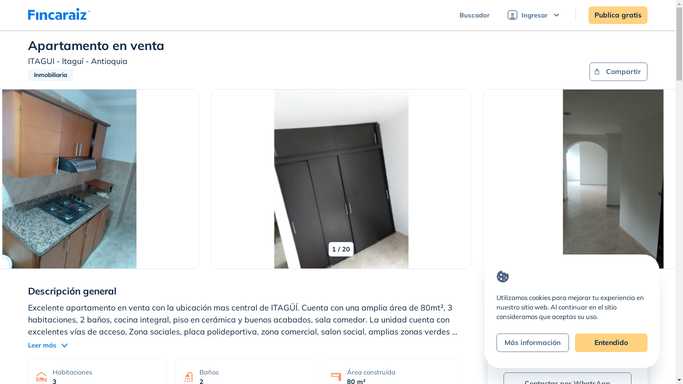 Fincaraiz
Buscador
Ingresar
Publica gratis
Apartamento en venta
ITAGUI - Itaguí - Antioquia
Inmobiliaria
Compartir
1 / 20
Descripción general
Excelente apartamento en venta con la ubicación mas central de ITAGÜÍ. Cuenta con una amplia área de 80mt², 3
habitaciones, 2 baños, cocina integral, piso en cerámica y buenos acabados, sala comedor. La unidad cuenta con
excelentes vías de acceso, Zona sociales, placa polideportiva, zona comercial, salon social, amplias zonas verdes ...
Leer más
Habitaciones
3
Baños
2
Área construida
80 m²
Utilizamos cookies para mejorar tu experiencia en
nuestro sitio web. Al continuar en el sitio
consideramos que aceptas su uso.
Más información
Entendido
Contactar por WhatsApp